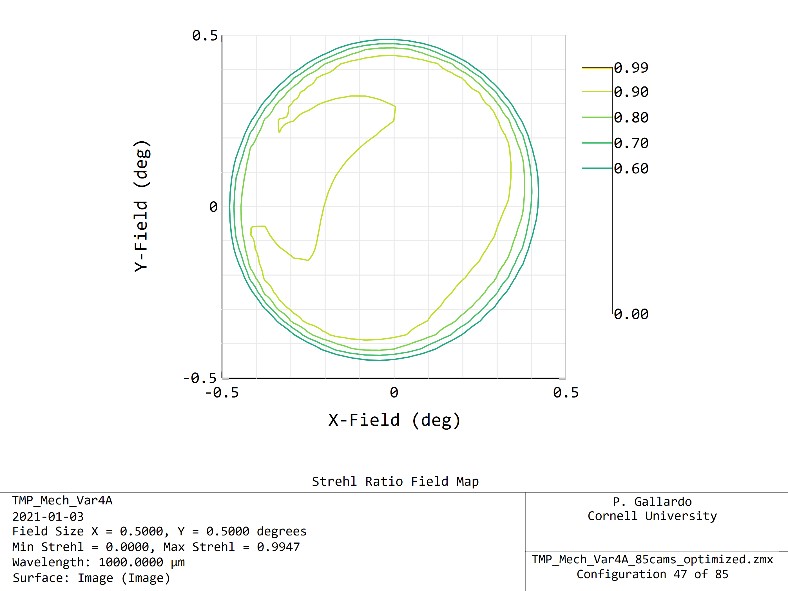 0.5
0
-0.5
-0.5
0
0.5
Y-Field (deg)
X-Field (deg)
0.99
0.90
0.80
0.70
0.60
0.00
Strehl Ratio Field Map
TMP_Mech_Var4A
2021-01-03
Field Size X = 0.5000, Y = 0.5000 degrees
Min Strehl = 0.0000, Max Strehl = 0.9947
Wavelength: 1000.0000 µm
Surface: Image (Image)
P. Gallardo
Cornell University
TMP_Mech_Var4A_85cams_optimized.zmx
Configuration 47 of 85